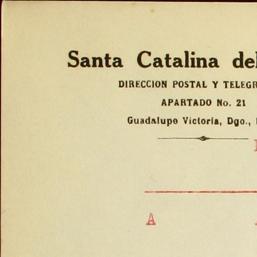 Santa Catalina del
DIRECCION POSTAL Y TELEGR
APARTADO No. 21
Guadalupe Victoria, Dgo.,
A